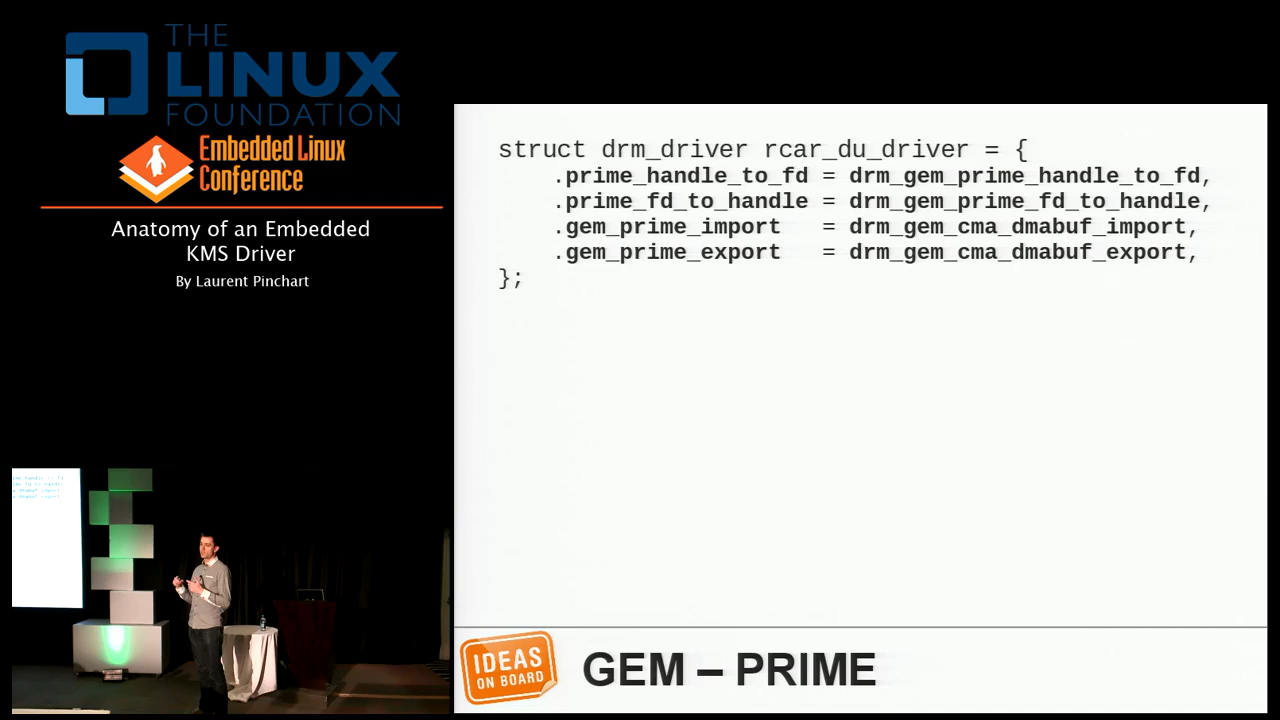 THE
LINUX
FOUNDATION
Embedded Linux
Conference
Anatomy of an Embedded
KMS Driver
By Laurent Pinchart
struct drm_driver rcar_du_driver = {
    .prime_handle_to_fd = drm_gem_prime_handle_to_fd,
    .prime_fd_to_handle = drm_gem_prime_fd_to_handle,
    .gem_prime_import   = drm_gem_cma_dmabuf_import,
    .gem_prime_export   = drm_gem_cma_dmabuf_export,
};
IDEAS
ON BOARD
GEM – PRIME